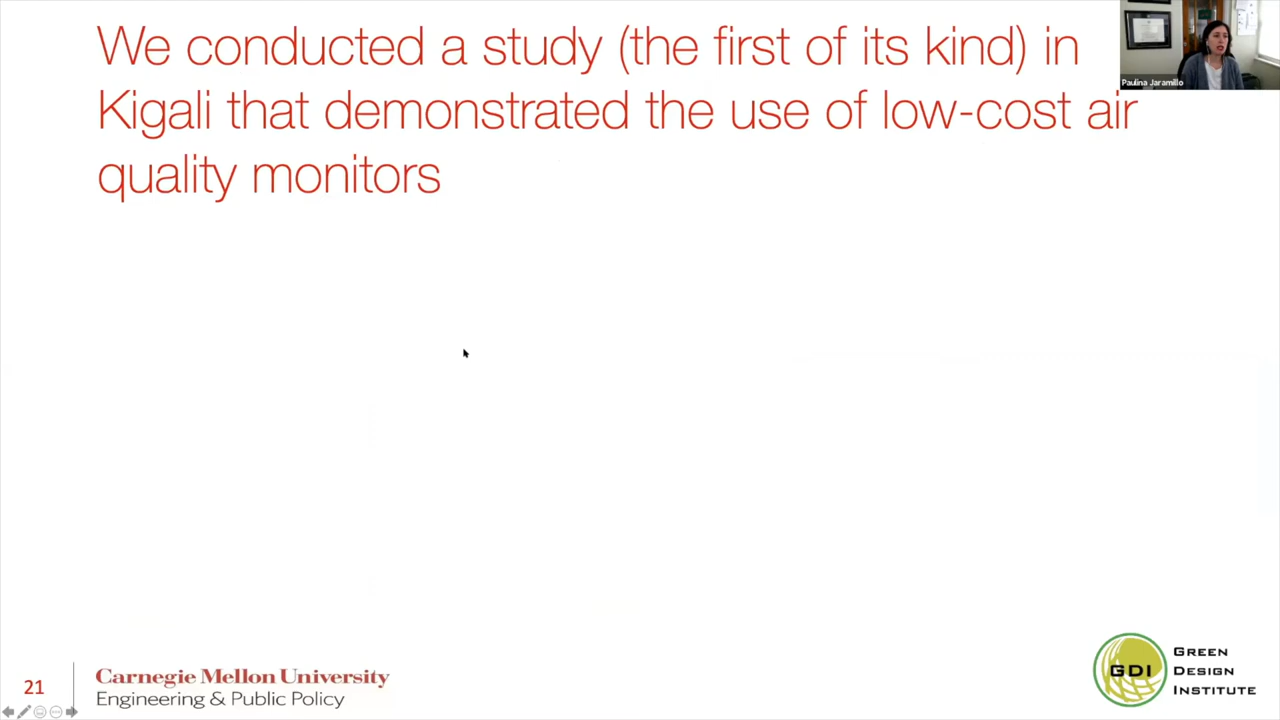 We conducted a study (the first of its kind) in
Kigali that demonstrated the use of low-cost air
quality monitors
Paulina Jaramillo
21
Carnegie Mellon University
Engineering & Public Policy
GDI
GREEN
DESIGN
INSTITUTE